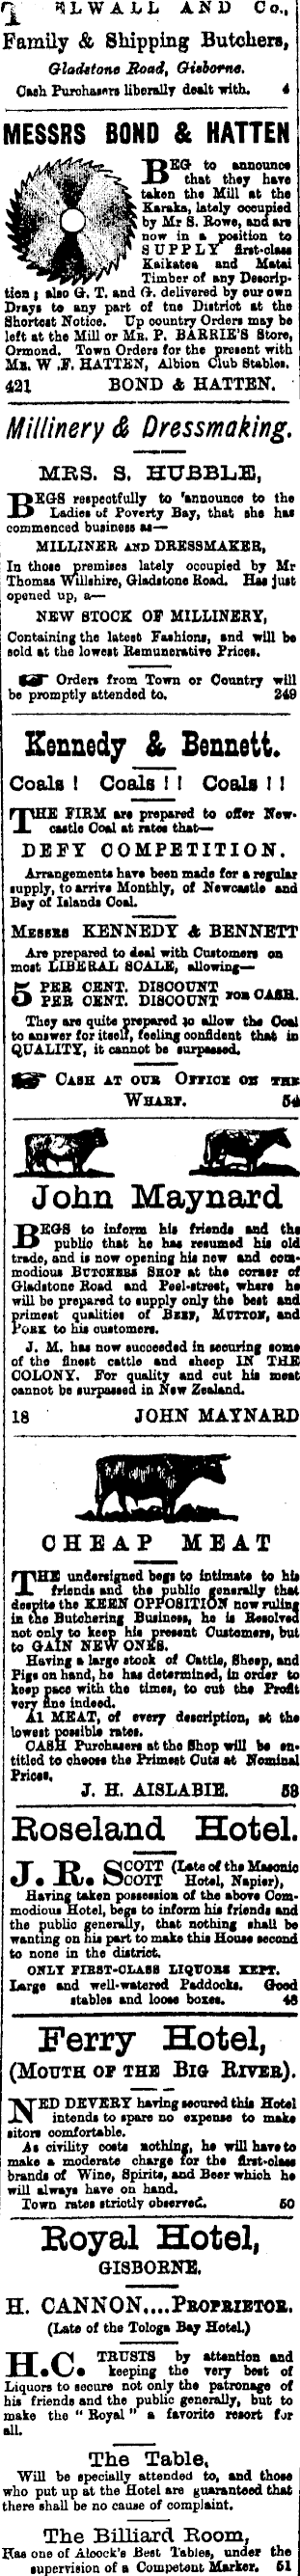 ELWALL AND Co.,
Family & Shipping Butchers,
Gladstone Road, Gisborne.
Cash Purchasers liberally dealt with. 4
MESSRS BOND & HATTEN
BEG to announce
that they have
taken the Mill at the
Karaka, lately occupied
by Mr S. Rowe, and are
now in a position to
SUPPLY first-class
Kaikatea and Matai
Timber of any Descrip-
tion; also G. T. and G. delivered by our own
Drays to any part of tne District at the
Shortest Notice. Up country Orders may be
left at the Mill or MR. P. BARRIE'S Store,
Ormond. Town Orders for the present with
MR. W .F. HATTEN, Albion Club Stables.
421 BOND & HATTEN.
Millinery & Dressmaking.
MRS. S. HUBBLE,
BEGS respectfully to 'announce to the
Ladies of Poverty Bay, that she has
commenced business as—
MILLINER AND DRESSMAKER,
In those premises lately occupied by Mr
Thomas Willshire, Gladstone Road. Has just
opened up, a—
NEW STOCK OF MILLINERY,
Containing the latest Fashions, and will be
sold at the lowest Remunerative Prices.
Orders from Town or Country will
be promptly attended to. 249
Kennedy & Bennett.
Coals ! Coals ! ! Coals ! !
THE FIRM are prepared to offer New-
castle Coal at rates that—
DEFY COMPETITION.
Arrangements have been made for a regular
supply, to arrive Monthly, of Newcastle and
Bay of Islands Coal.
MESSRS KENNEDY & BENNETT
Are prepared to deal with Customers on
most LIBERAL SCALE, allowing—
5 PER CENT. DISCOUNT
PER CENT. DISCOUNT FOR CASH.
They are quite prepared to allow the Coal
to answer for itself, feeling confident that in
QUALITY, it cannot be surpassed.
CASH AT OUR OFFICE OR THE
WHARF. 54
John Maynard
BEGS to inform his friends and the
public that he has resumed his old
trade, and is now opening his new and com-
modious BUTCHERS SHOP at the corner of
Gladstone Road and Peel-street, where he
will be prepared to supply only the best and
primest qualities of BEEF, MUTTON, and
PORK to his customers.
J. M. has now succeeded in securing some
of the finest cattle and sheep IN THE
COLONY. For quality and cut his meat
cannot be surpassed in New Zealand.
18 JOHN MAYNARD
CHEAP MEAT
THE undersigned begs to intimate to his
friends and the public generally that
despite the KEEN OPPOSITION now ruling
in the Butchering Business, he is Resolved
not only to keep his present Customers, but
to GAIN NEW ONES.
Having a large stock of Cattle, Sheep, and
Pigs on hand, he has determined, in order to
keep pace with the times, to cut the Profit
very fine indeed.
A1 MEAT, of every description, at the
lowest possible rates.
CASH Purchasers at the Shop will be en-
titled to choose the Primest Cuts at Nominal
Prices.
J. H. AISLABIE. 53
Roseland Hotel.
J. R. SCOTT (Late of the Masonic
SCOTT Hotel, Napier),
Having taken possession of the above Com-
modious Hotel, begs to inform his friends and
the public generally, that nothing shall be
wanting on his part to make this House second
to none in the district.
ONLY FIRST-CLASS LIQUORS KEPT.
Large and well-watered Paddocks. Good
stables and loose boxes. 48
Ferry Hotel,
(MOUTH OF THE BIG RIVER).
NED DEVERY having secured this Hotel
intends to spare no expense to make
sitors comfortable.
As civility costs nothing, he will have to
make a moderate charge for the first-class
brands of Wine, Spirits, and Beer which he
will always have on hand.
Town rates strictly observed. 50
Royal Hotel,
GISBORNE.
H. CANNON....PROPRIETOR.
(Late of the Tologa Bay Hotel.)
H.C. TRUSTS by attention and
keeping the very best of
Liquors to secure not only the patronage of
his friends and the public generally, but to
make the "Royal" a favorite resort for
all.
The Table,
Will be specially attended to, and those
who put up at the Hotel are guaranteed that
there shall be no cause of complaint.
The Billiard Room,
Has one of Alcock's Best Tables, under the
supervision of a Competent Marker. 51